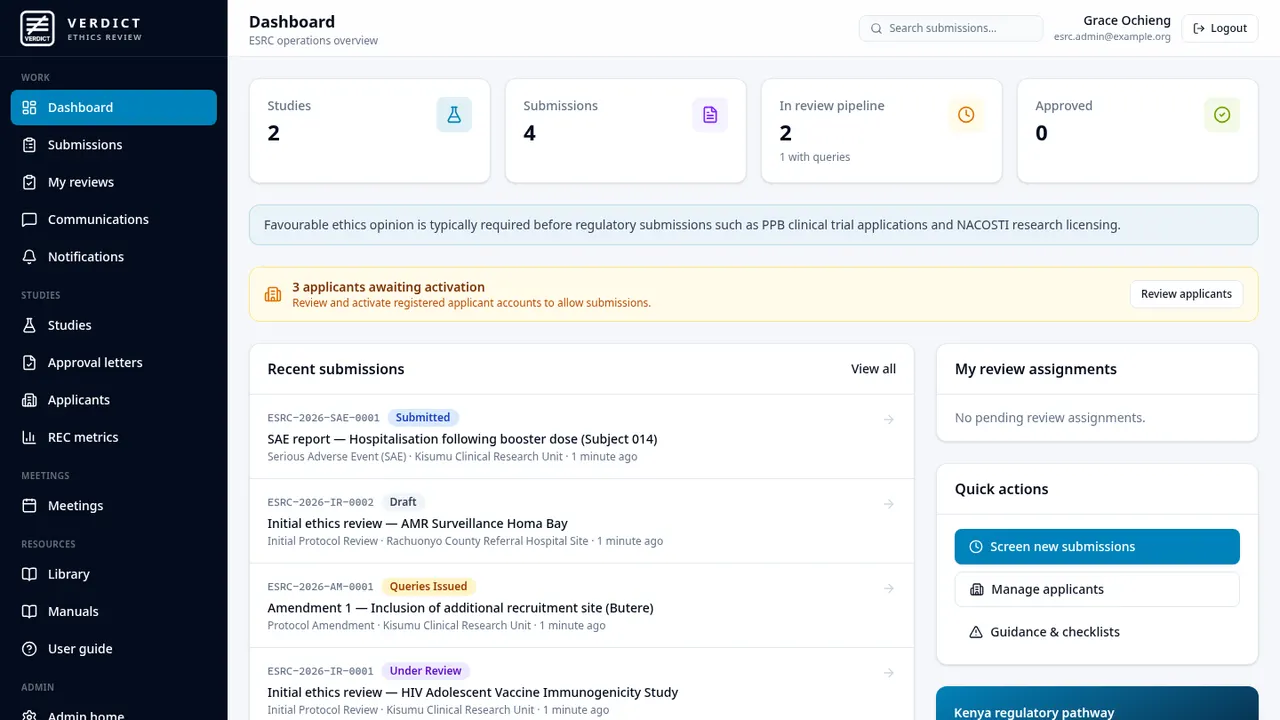 VERDICT
VERDICT
ETHICS REVIEW
WORK
Dashboard
Submissions
My reviews
Communications
Notifications
STUDIES
Studies
Approval letters
Applicants
REC metrics
MEETINGS
Meetings
RESOURCES
Library
Manuals
User guide
ADMIN
Admin home
Dashboard
ESRC operations overview
Search submissions...
Grace Ochieng
esrc.admin@example.org
Logout
Studies
2
Submissions
4
In review pipeline
2
1 with queries
Approved
0
Favourable ethics opinion is typically required before regulatory submissions such as PPB clinical trial applications and NACOSTI research licensing.
3 applicants awaiting activation
Review and activate registered applicant accounts to allow submissions.
Review applicants
Recent submissions
View all
ESRC-2026-SAE-0001 Submitted
SAE report — Hospitalisation following booster dose (Subject 014)
Serious Adverse Event (SAE) · Kisumu Clinical Research Unit · 1 minute ago
ESRC-2026-IR-0002 Draft
Initial ethics review — AMR Surveillance Homa Bay
Initial Protocol Review · Rachuonyo County Referral Hospital Site · 1 minute ago
ESRC-2026-AM-0001 Queries Issued
Amendment 1 — Inclusion of additional recruitment site (Butere)
Protocol Amendment · Kisumu Clinical Research Unit · 1 minute ago
ESRC-2026-IR-0001 Under Review
Initial ethics review — HIV Adolescent Vaccine Immunogenicity Study
Initial Protocol Review · Kisumu Clinical Research Unit · 1 minute ago
My review assignments
No pending review assignments.
Quick actions
Screen new submissions
Manage applicants
Guidance & checklists
Kenya regulatory pathway